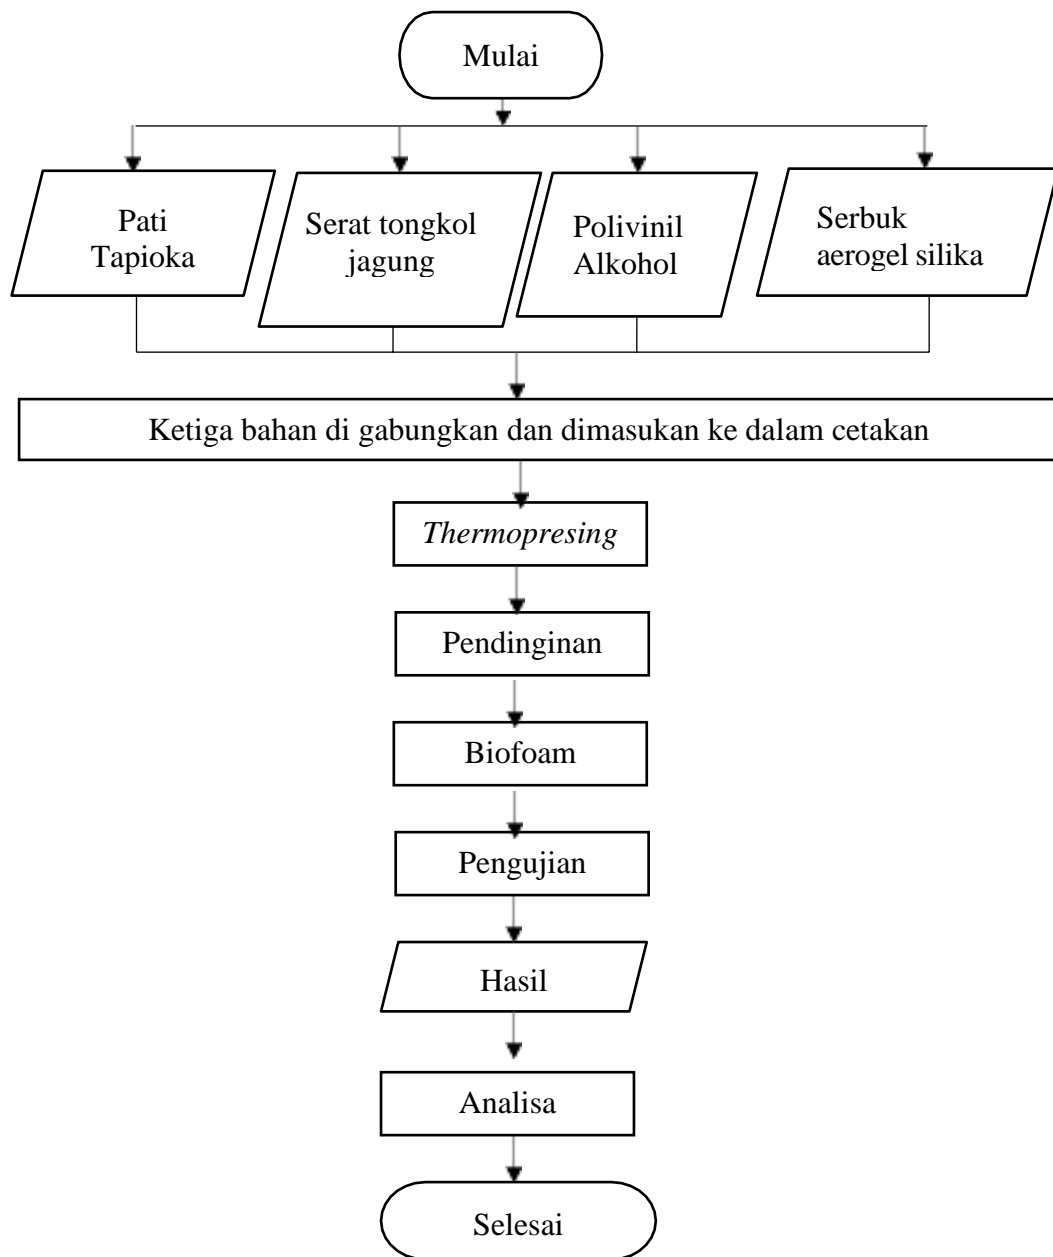 Mulai
Pati
Tapioka
Serat tongkol
jagung
Polivinil
Alkohol
Serbuk
aerogel silika
Ketiga bahan di gabungkan dan dimasukan ke dalam cetakan
Thermopresing
Pendinginan
Biofoam
Pengujian
Hasil
Analisa
Selesai